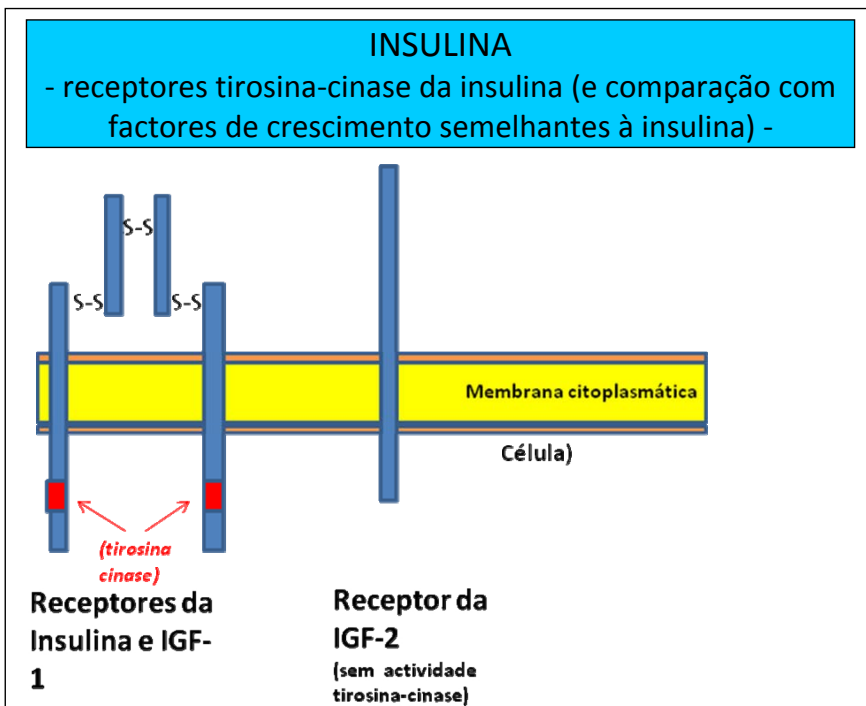 INSULINA
- receptores tirosina-cinase da insulina (e comparação com
factores de crescimento semelhantes à insulina) -
S-S
S-S
S-S
Membrana citoplasmática
Célula)
(tirosina
cinase)
Receptores da
Insulina e IGF-
1
Receptor da
IGF-2
(sem actividade
tirosina-cinase)